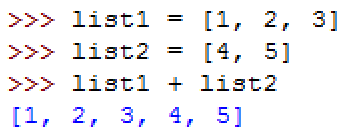 >>> list1 = [1, 2, 3]
>>> list2 = [4, 5]
>>> list1 + list2
[1, 2, 3, 4, 5]